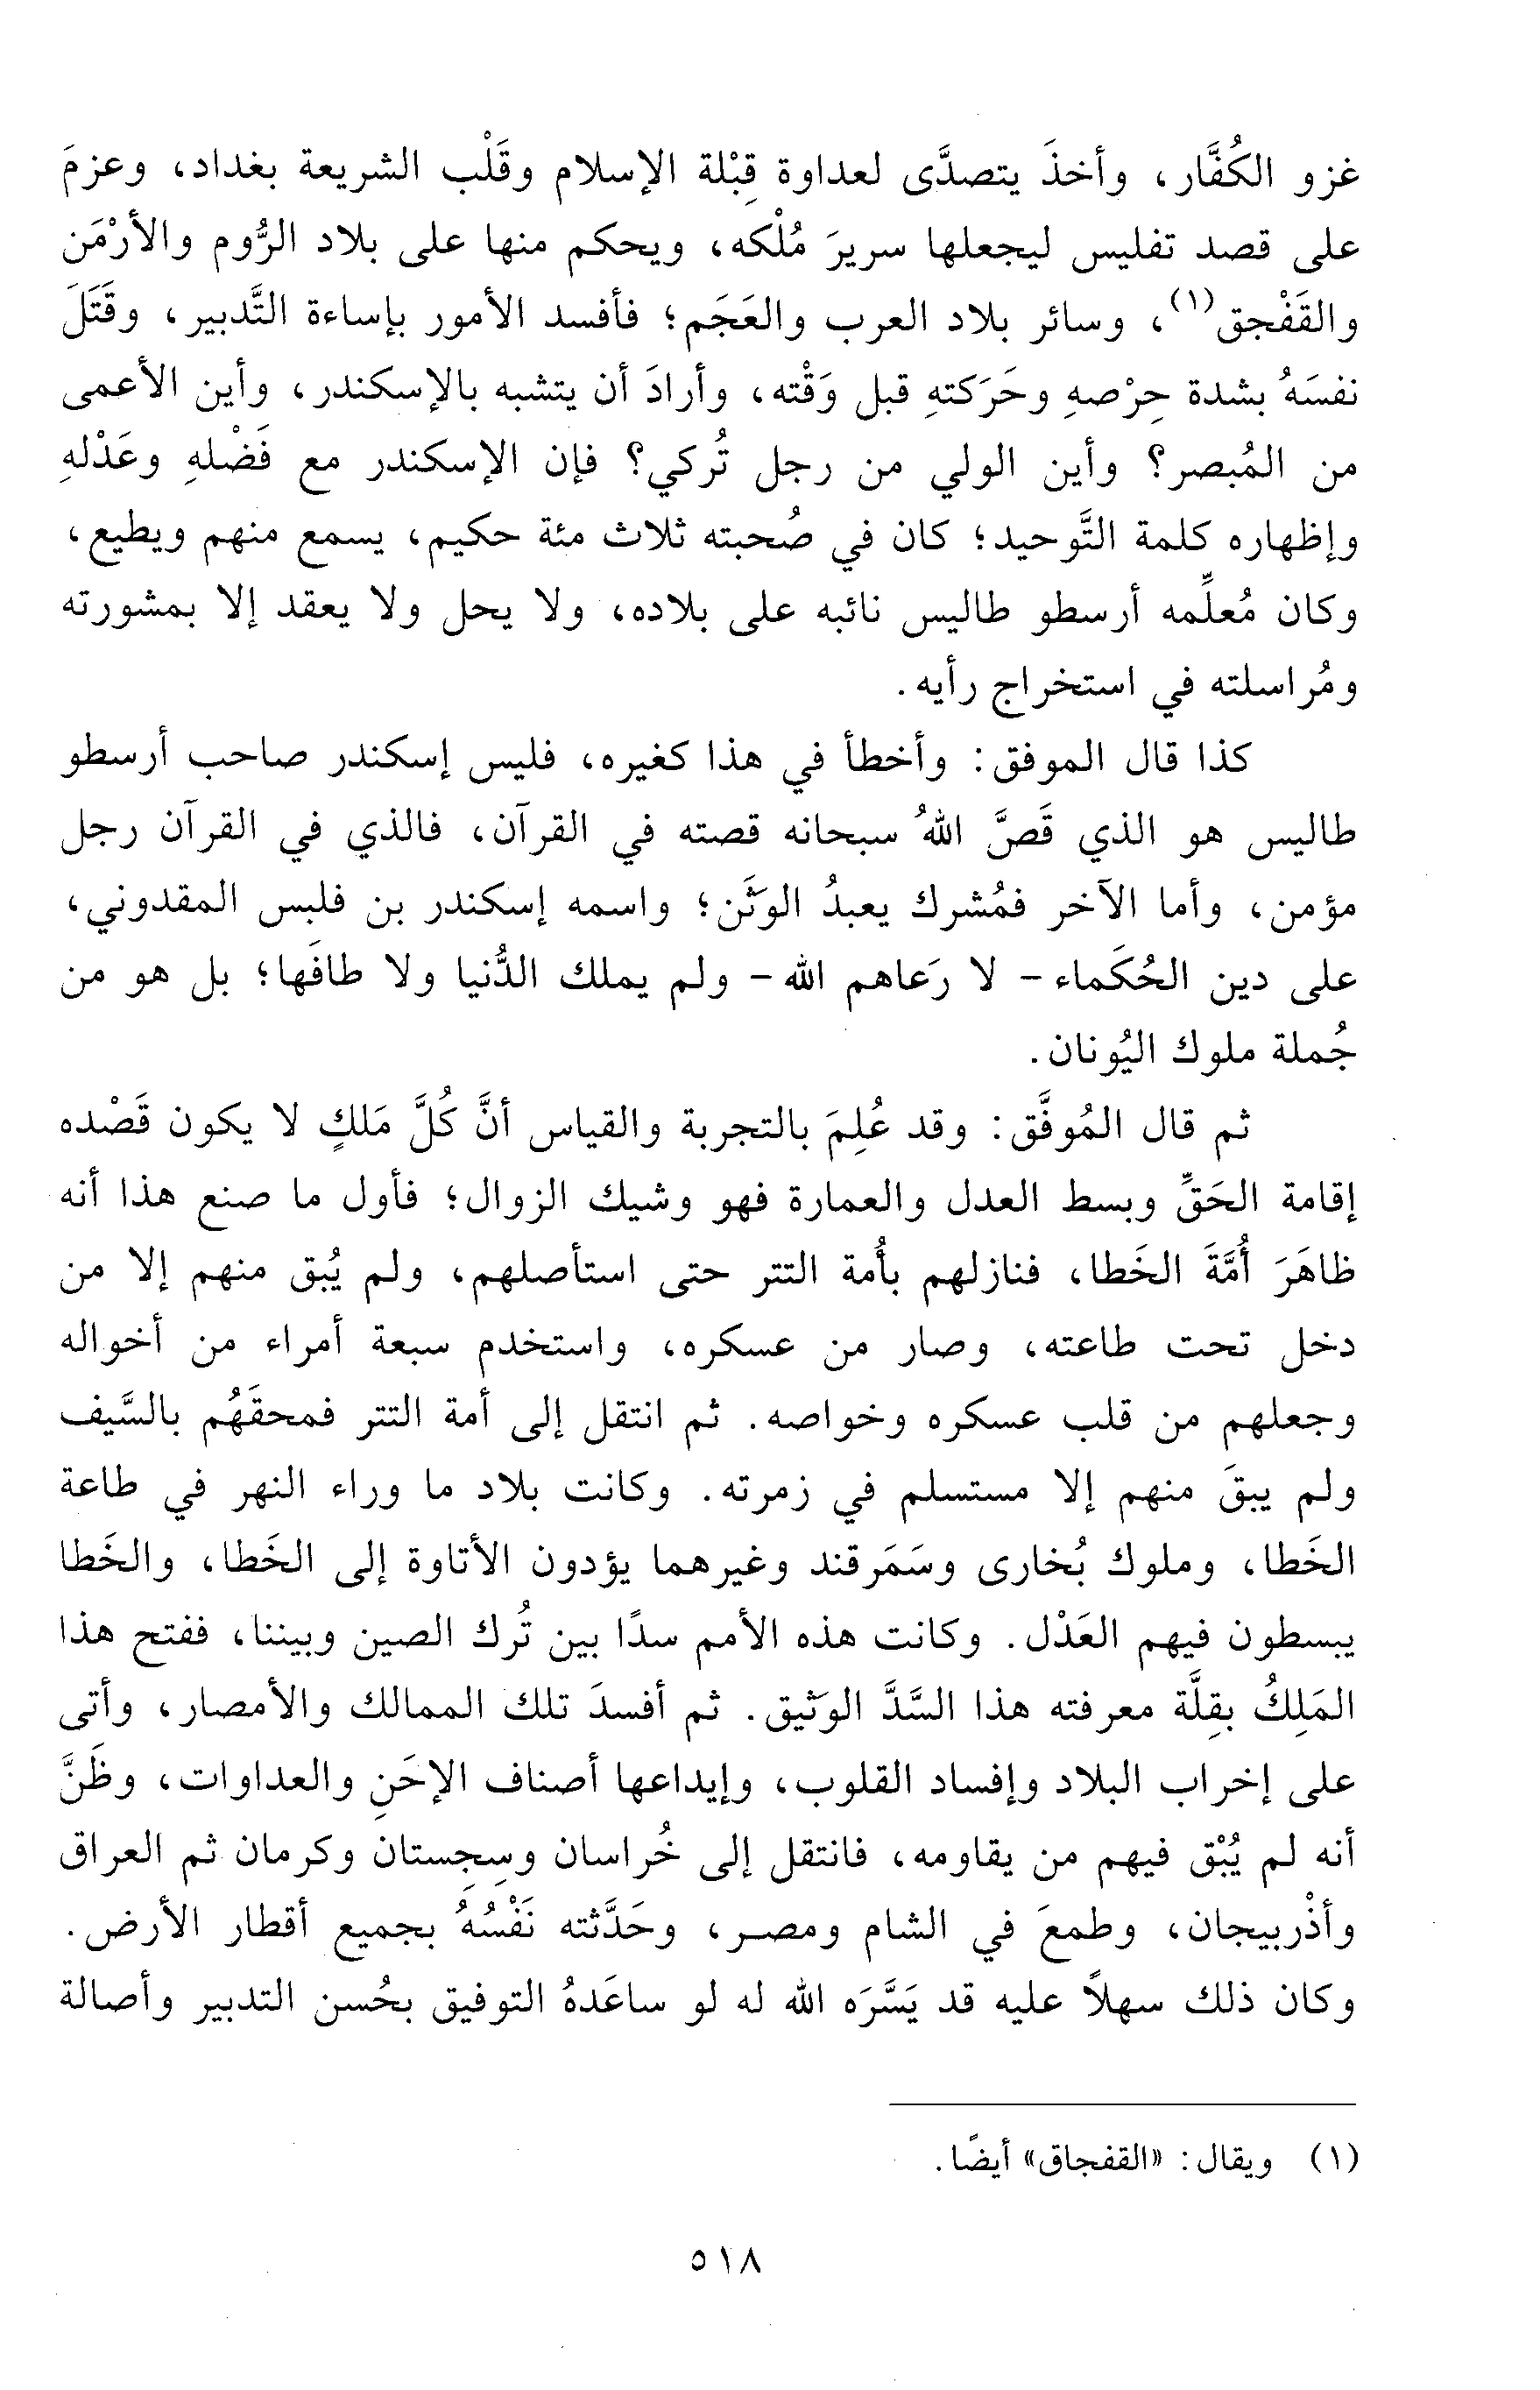 غزو الكُفَّار، وأخذَ يتصدَّى لعداوة قِبْلة الإسلام وقَلْب الشريعة بغداد، وعزمَ
على قصد تفليس ليجعلها سريرَ مُلْكه، ويحكم منها على بلاد الرُّوم والأرْمَن
والقَفْجق(١)، وسائر بلاد العرب والعَجَم؛ فأفسد الأمور بإساءة التَّدبير، وقَتَلَ
نفسَهُ بشدة حِرْصهِ وحَرَكتهِ قبل وَقْته، وأرادَ أن يتشبه بالإسكندر، وأين الأعمى
من المُبصر؟ وأين الولي من رجل تُركي؟ فإن الإسكندر مع فَضْلهِ وعَدْلهِ
وإظهاره كلمة التَّوحيد؛ كان في صُحبته ثلاث مئة حكيم، يسمع منهم ويطيع،
وكان مُعلِّمه أرسطو طاليس نائبه على بلاده، ولا يحل ولا يعقد إلا بمشورته
ومُراسلته في استخراج رأيه.
كذا قال الموفق: وأخطأ في هذا كغيره، فليس إسكندر صاحب أرسطو
طاليس هو الذي قَصَّ اللهُ سبحانه قصته في القرآن، فالذي في القرآن رجل
مؤمن، وأما الآخر فمُشرك يعبدُ الوَثَن؛ واسمه إسكندر بن فلبس المقدوني،
على دين الحُكَماء - لا رَعاهم الله - ولم يملك الدُّنيا ولا طافَها؛ بل هو من
جُملة ملوك اليُونان.
ثم قال المُوفَّق: وقد عُلِمَ بالتجربة والقياس أنَّ كُلَّ مَلكٍ لا يكون قَصْده
إقامة الحَقِّ وبسط العدل والعمارة فهو وشيك الزوال؛ فأول ما صنع هذا أنه
ظاهَرَ أُمَّةَ الخَطا، فنازلهم بأُمة التتر حتى استأصلهم، ولم يُبق منهم إلا من
دخل تحت طاعته، وصار من عسكره، واستخدم سبعة أمراء من أخواله
وجعلهم من قلب عسكره وخواصه. ثم انتقل إلى أمة التتر فمحقَهُم بالسَّيف
ولم يبقَ منهم إلا مستسلم في زمرته. وكانت بلاد ما وراء النهر في طاعة
الخَطا، وملوك بُخارى وسَمَرقند وغيرهما يؤدون الأتاوة إلى الخَطا، والخَطا
يبسطون فيهم العَدْل. وكانت هذه الأمم سدًا بين تُرك الصين وبيننا، ففتح هذا
المَلِكُ بقِلَّة معرفته هذا السَّدَّ الوَثيق. ثم أفسدَ تلك الممالك والأمصار، وأتى
على إخراب البلاد وإفساد القلوب، وإيداعها أصناف الإحَنِ والعداوات، وظَنَّ
أنه لم يُبْق فيهم من يقاومه، فانتقل إلى خُراسان وسِجِستان وكرمان ثم العراق
وأذْربيجان، وطمعَ في الشام ومصر، وحَدَّثته نَفْسُهُ بجميع أقطار الأرض.
وكان ذلك سهلاً عليه قد يَسَّرَه الله له لو ساعَدهُ التوفيق بحُسن التدبير وأصالة
(١) ويقال: «القفجاق» أيضًا.
٥١٨